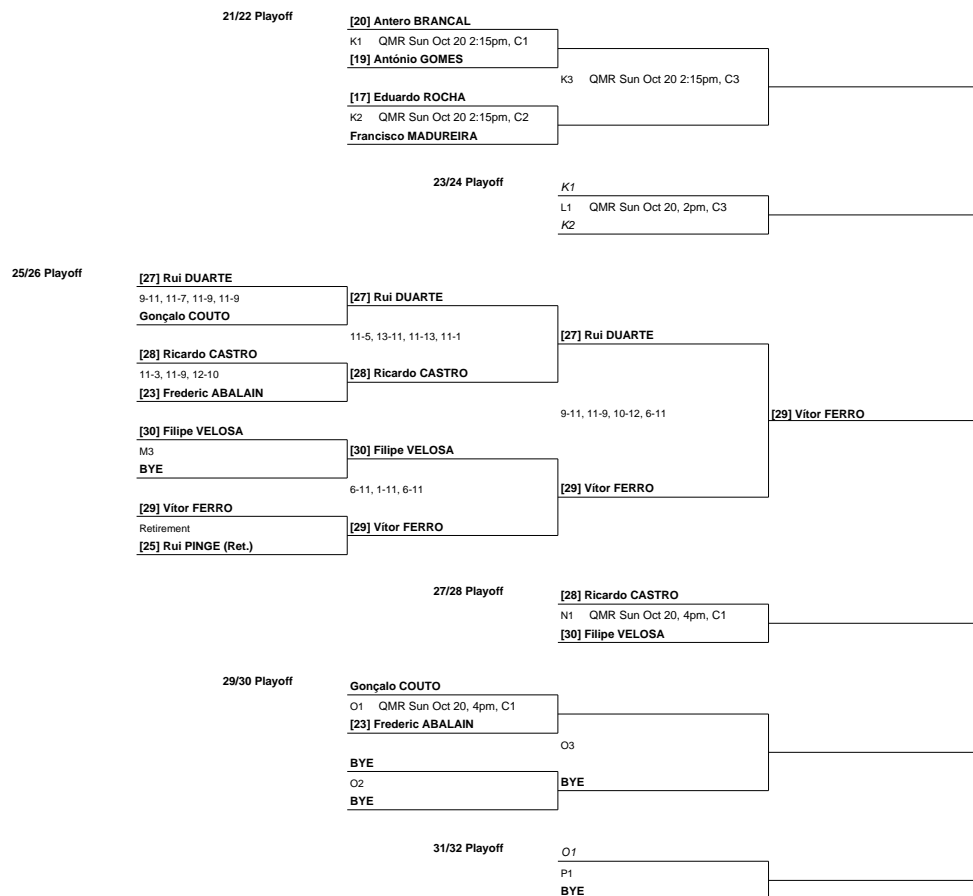 21/22 Playoff
[20] Antero BRANCAL
K1 QMR Sun Oct 20 2:15pm, C1
[19] António GOMES
K3 QMR Sun Oct 20 2:15pm, C3
[17] Eduardo ROCHA
K2 QMR Sun Oct 20 2:15pm, C2
Francisco MADUREIRA
23/24 Playoff
K1
L1 QMR Sun Oct 20, 2pm, C3
K2
25/26 Playoff
[27] Rui DUARTE
9-11, 11-7, 11-9, 11-9
Gonçalo COUTO
[27] Rui DUARTE
11-5, 13-11, 11-13, 11-1
[27] Rui DUARTE
[28] Ricardo CASTRO
11-3, 11-9, 12-10
[23] Frederic ABALAIN
[28] Ricardo CASTRO
9-11, 11-9, 10-12, 6-11
[29] Vítor FERRO
[30] Filipe VELOSA
M3
BYE
[30] Filipe VELOSA
6-11, 1-11, 6-11
[29] Vítor FERRO
[29] Vítor FERRO
Retirement
[25] Rui PINGE (Ret.)
[29] Vítor FERRO
27/28 Playoff
[28] Ricardo CASTRO
N1 QMR Sun Oct 20, 4pm, C1
[30] Filipe VELOSA
29/30 Playoff
Gonçalo COUTO
O1 QMR Sun Oct 20, 4pm, C1
[23] Frederic ABALAIN
O3
BYE
O2
BYE
BYE
31/32 Playoff
O1
P1
BYE